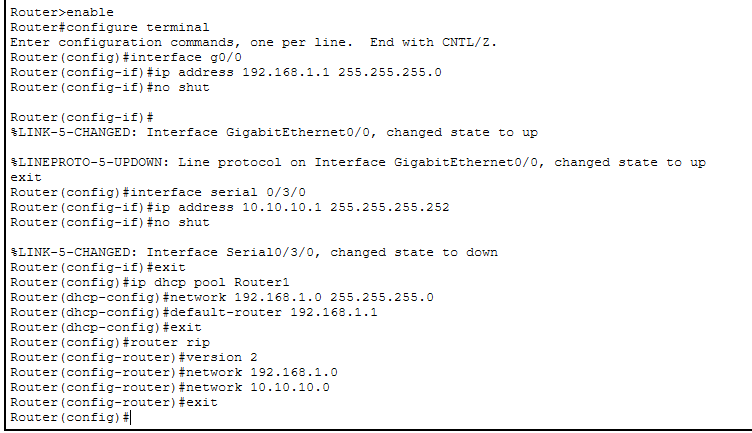 Router>enable
Router#configure terminal
Enter configuration commands, one per line.  End with CNTL/Z.
Router(config)#interface g0/0
Router(config-if)#ip address 192.168.1.1 255.255.255.0
Router(config-if)#no shut
Router(config-if)#
%LINK-5-CHANGED: Interface GigabitEthernet0/0, changed state to up
%LINEPROTO-5-UPDOWN: Line protocol on Interface GigabitEthernet0/0, changed state to up
exit
Router(config)#interface serial 0/3/0
Router(config-if)#ip address 10.10.10.1 255.255.255.252
Router(config-if)#no shut
%LINK-5-CHANGED: Interface Serial0/3/0, changed state to down
Router(config-if)#exit
Router(config)#ip dhcp pool Router1
Router(dhcp-config)#network 192.168.1.0 255.255.255.0
Router(dhcp-config)#default-router 192.168.1.1
Router(dhcp-config)#exit
Router(config)#router rip
Router(config-router)#version 2
Router(config-router)#network 192.168.1.0
Router(config-router)#network 10.10.10.0
Router(config-router)#exit
Router(config)#